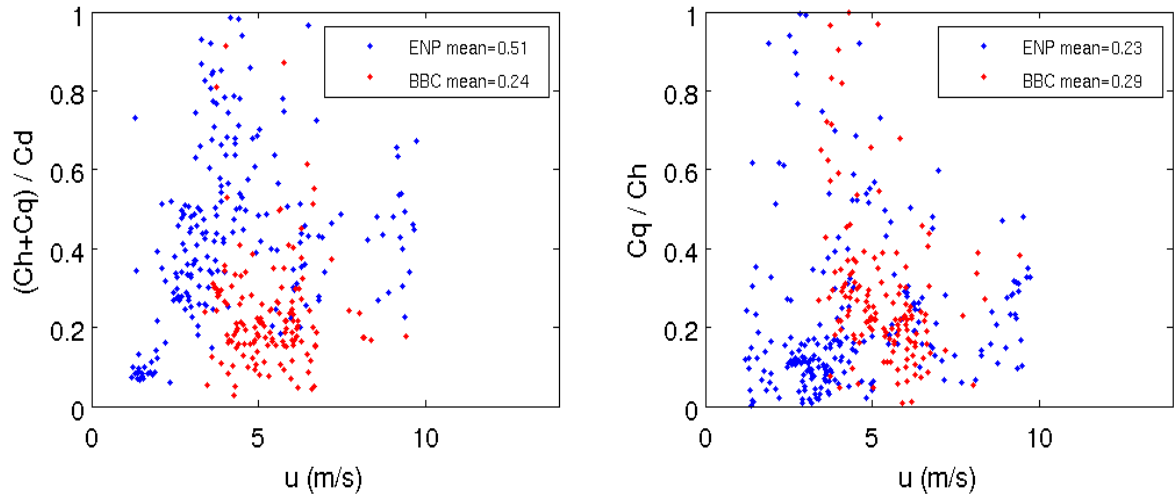 1
0.8
0.6
0.4
0.2
0
0 5 10
(Ch+Cq) / Cd
u (m/s)
ENP mean=0.51
BBC mean=0.24
1
0.8
0.6
0.4
0.2
0
0 5 10
Cq / Ch
u (m/s)
ENP mean=0.23
BBC mean=0.29